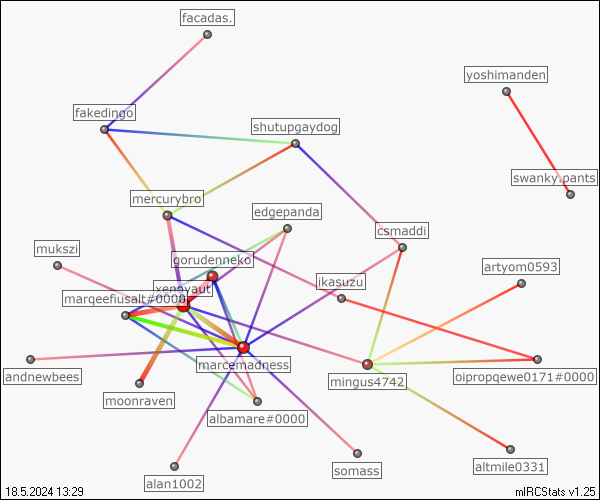 facadas.
yoshimanden
fakedingo
shutupgaydog
swanky.pants
mercurybro
edgepanda
csmaddi
mukszi
gorudeneko
artyom0593
xenoyaut
ikasuzu
marqeefiusalt#0000
marcemadness
andnewbees
mingus4742
oipropqewe0171#0000
moonraven
albamare#0000
altmile0331
somass
alan1002
18.5.2024 13:29
mIRCStats v1.25